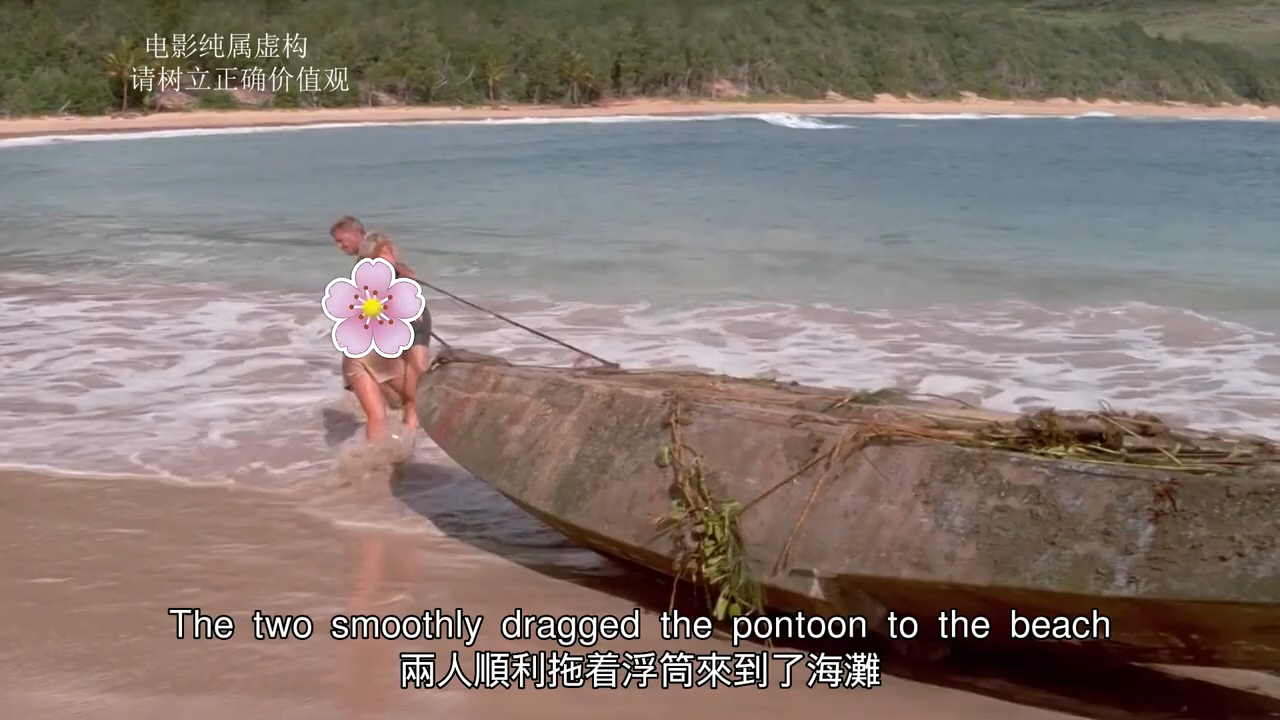 电影纯属虚构
请树立正确价值观
The two smoothly dragged the pontoon to the beach
兩人順利拖着浮筒來到了海灘